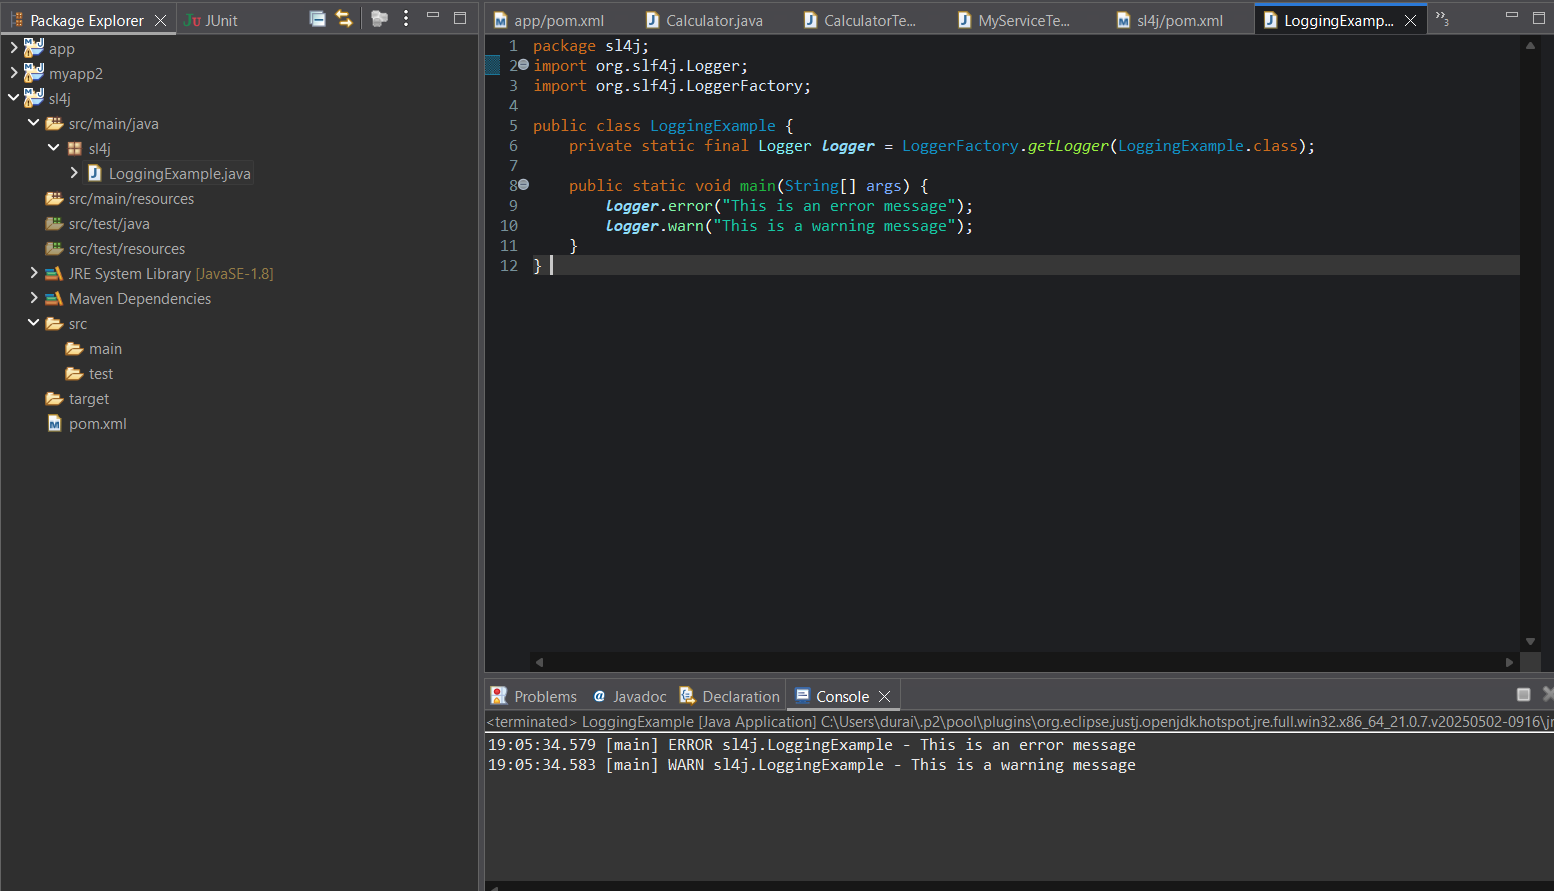 Package Explorer
JUnit
app
myapp2
sl4j
src/main/java
sl4j
LoggingExample.java
src/main/resources
src/test/java
src/test/resources
JRE System Library [JavaSE-1.8]
Maven Dependencies
src
main
test
target
pom.xml
app/pom.xml
Calculator.java
CalculatorTe...
MyServiceTe...
sl4j/pom.xml
LoggingExamp...
»3
1 package sl4j;
2 import org.slf4j.Logger;
3 import org.slf4j.LoggerFactory;
4
5 public class LoggingExample {
6 private static final Logger logger = LoggerFactory.getLogger(LoggingExample.class);
7
8 public static void main(String[] args) {
9 logger.error("This is an error message");
10 logger.warn("This is a warning message");
11 }
12 }
Problems @ Javadoc Declaration Console
<terminated> LoggingExample [Java Application] C:\Users\durai\.p2\pool\plugins\org.eclipse.justj.openjdk.hotspot.jre.full.win32.x86_64_21.0.7.v20250502-0916\jr
19:05:34.579 [main] ERROR sl4j.LoggingExample - This is an error message
19:05:34.583 [main] WARN sl4j.LoggingExample - This is a warning message